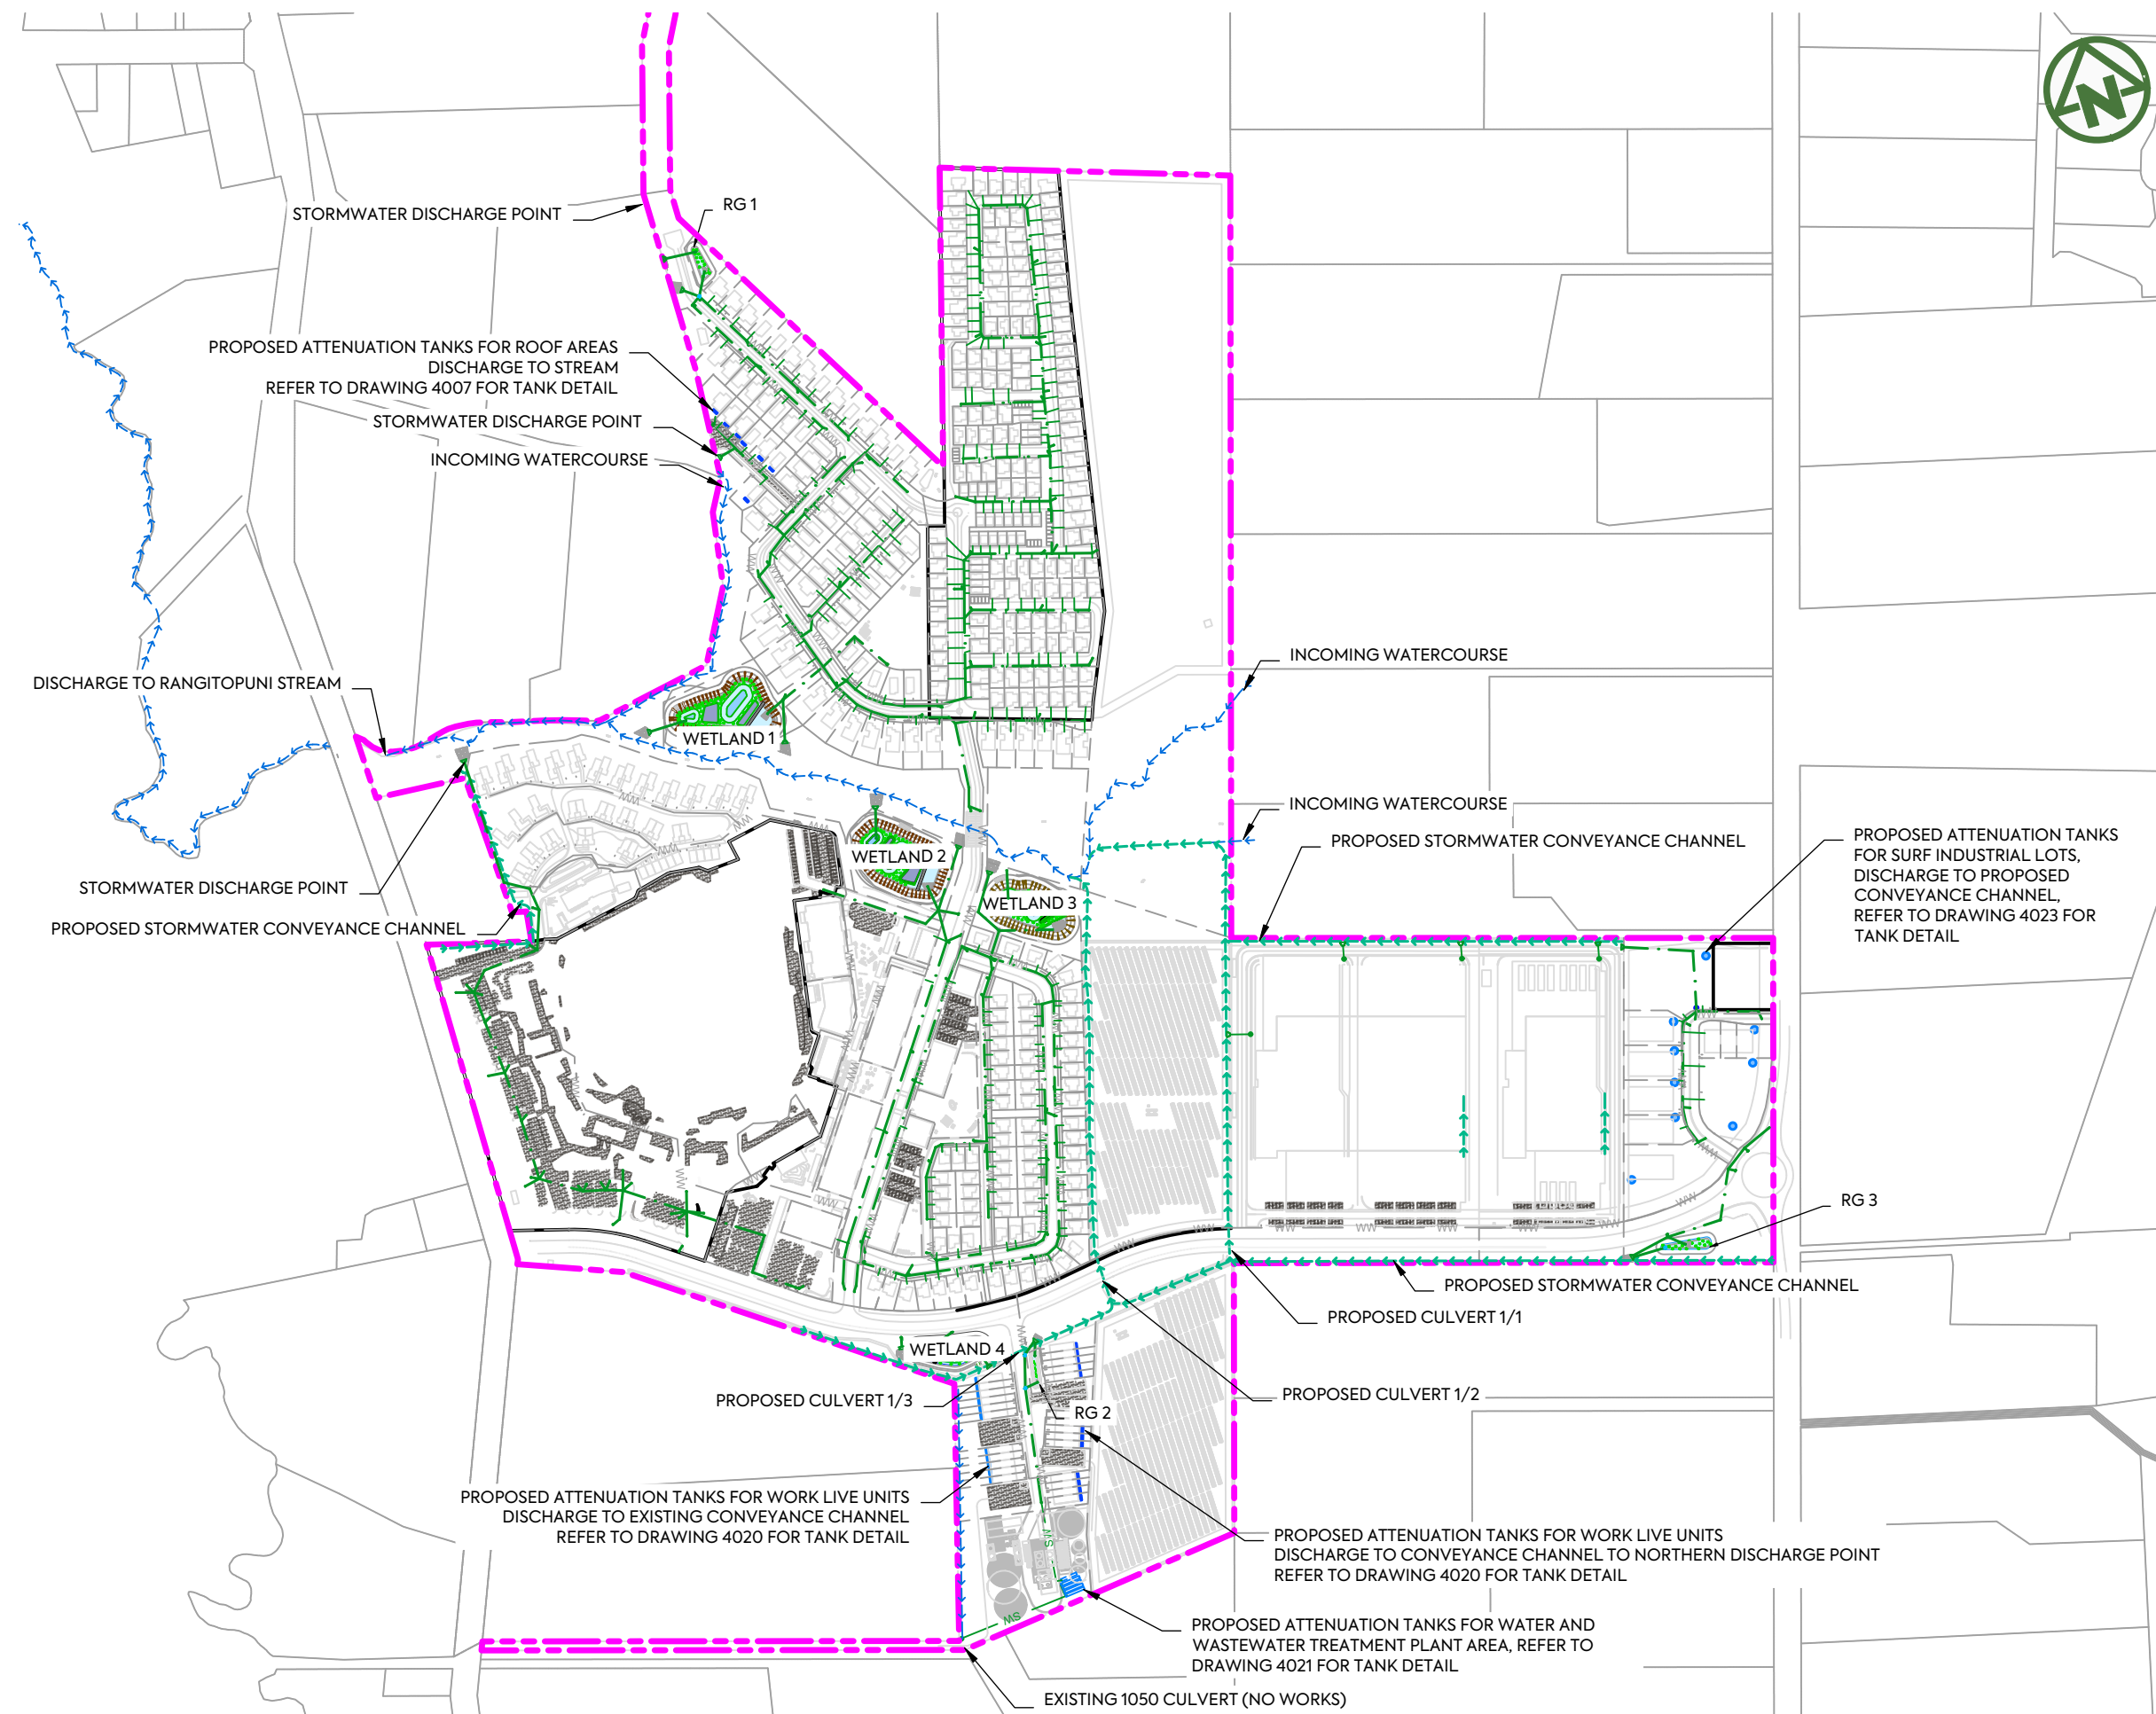 N
STORMWATER DISCHARGE POINT
RG 1
PROPOSED ATTENUATION TANKS FOR ROOF AREAS
DISCHARGE TO STREAM
REFER TO DRAWING 4007 FOR TANK DETAIL
STORMWATER DISCHARGE POINT
INCOMING WATERCOURSE
INCOMING WATERCOURSE
DISCHARGE TO RANGITOPUNI STREAM
WETLAND 1
INCOMING WATERCOURSE
PROPOSED STORMWATER CONVEYANCE CHANNEL
PROPOSED ATTENUATION TANKS
FOR SURF INDUSTRIAL LOTS,
DISCHARGE TO PROPOSED
CONVEYANCE CHANNEL,
REFER TO DRAWING 4023 FOR
TANK DETAIL
WETLAND 2
STORMWATER DISCHARGE POINT
WETLAND 3
PROPOSED STORMWATER CONVEYANCE CHANNEL
RG 3
PROPOSED STORMWATER CONVEYANCE CHANNEL
PROPOSED CULVERT 1/1
WETLAND 4
PROPOSED CULVERT 1/3
PROPOSED CULVERT 1/2
RG 2
PROPOSED ATTENUATION TANKS FOR WORK LIVE UNITS
DISCHARGE TO EXISTING CONVEYANCE CHANNEL
REFER TO DRAWING 4020 FOR TANK DETAIL
PROPOSED ATTENUATION TANKS FOR WORK LIVE UNITS
DISCHARGE TO CONVEYANCE CHANNEL TO NORTHERN DISCHARGE POINT
REFER TO DRAWING 4020 FOR TANK DETAIL
SW
SW
PROPOSED ATTENUATION TANKS FOR WATER AND
WASTEWATER TREATMENT PLANT AREA, REFER TO
DRAWING 4021 FOR TANK DETAIL
EXISTING 1050 CULVERT (NO WORKS)